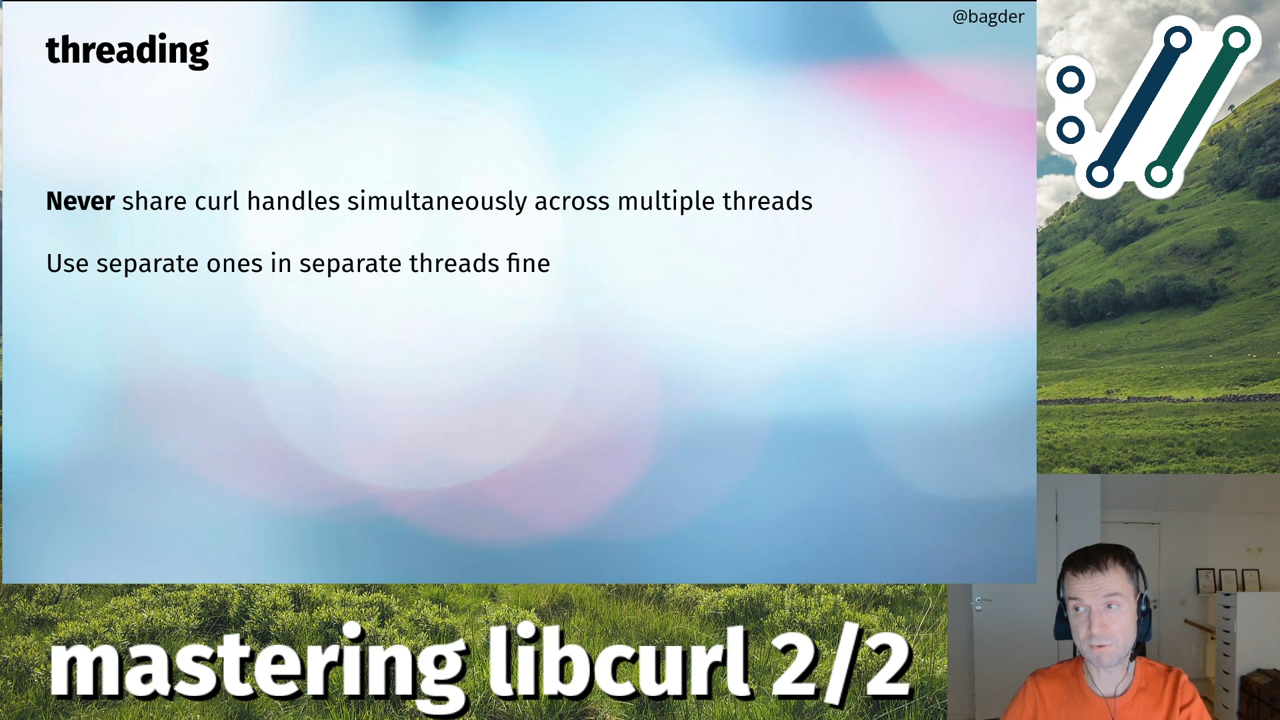 @bagder
threading
Never share curl handles simultaneously across multiple threads
Use separate ones in separate threads fine
mastering libcurl 2/2